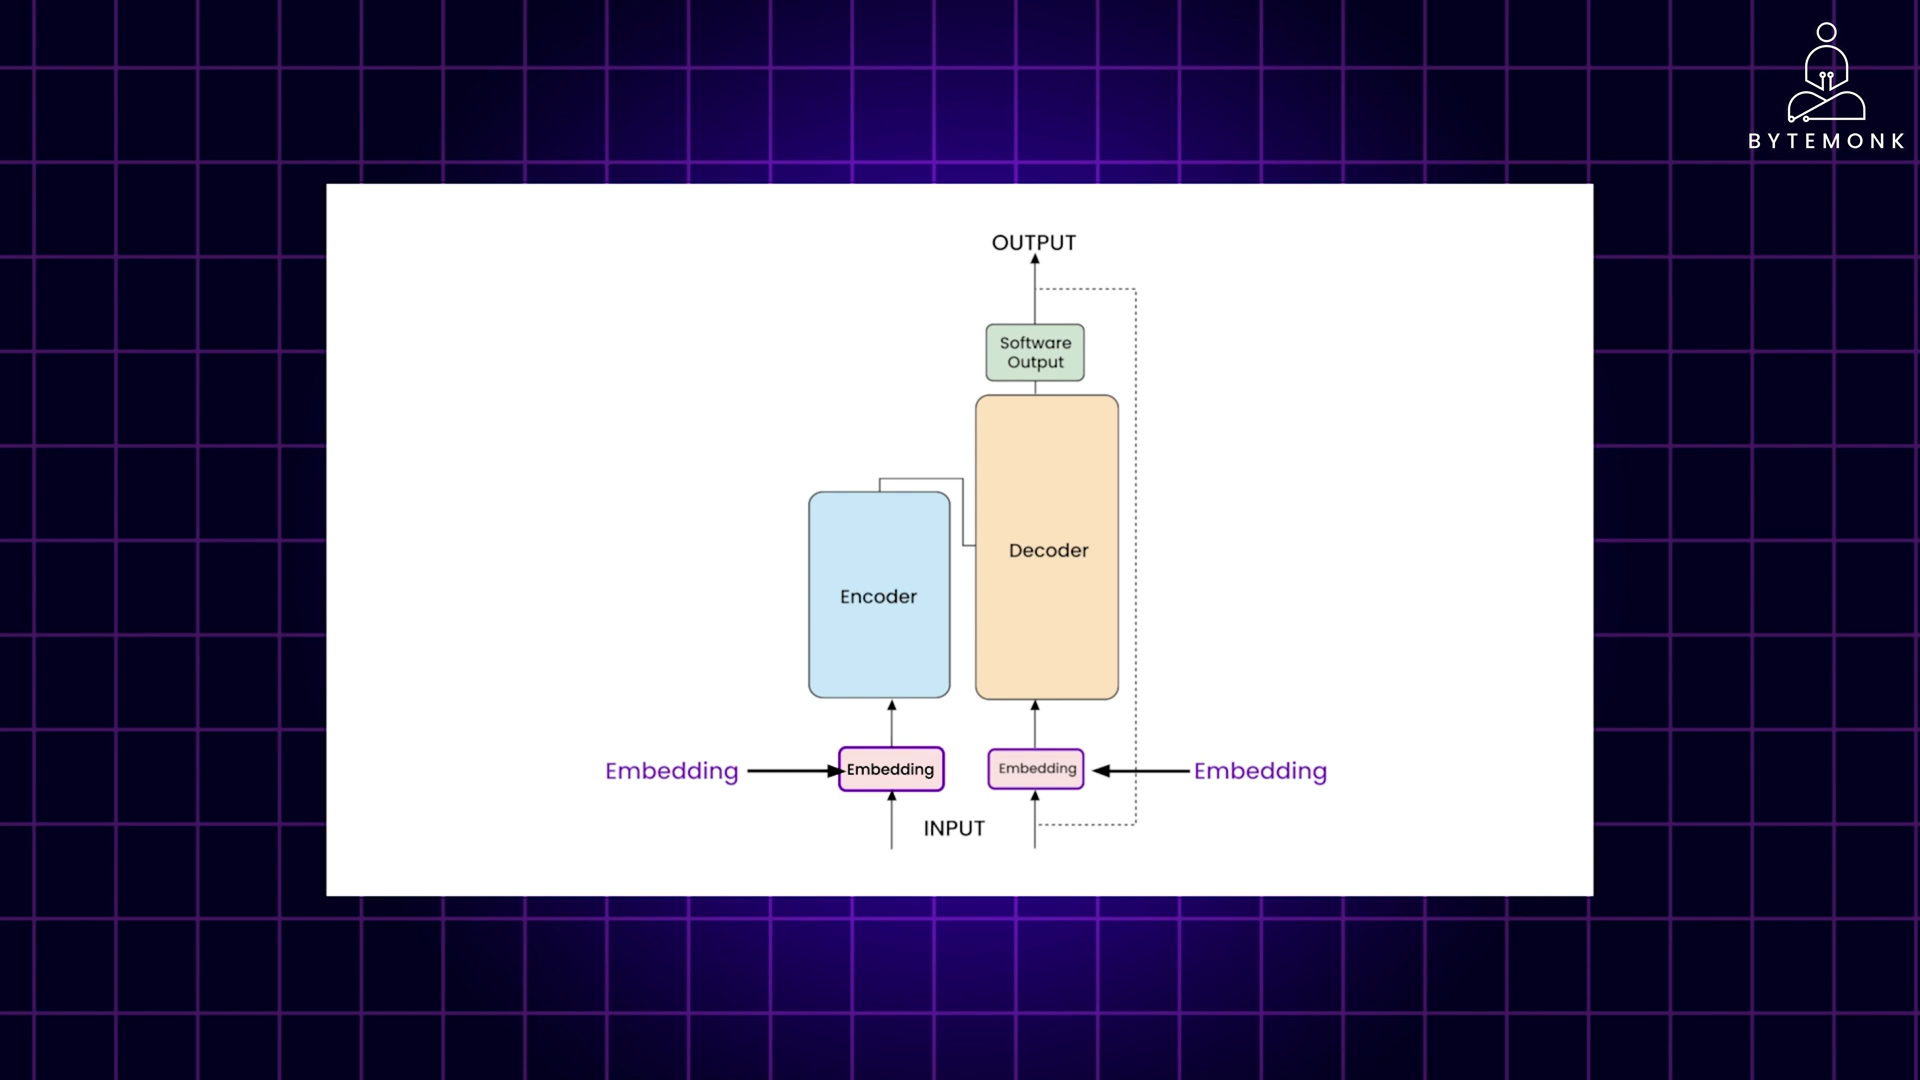 BYTEMONK
OUTPUT
Software
Output
Decoder
Encoder
Embedding
Embedding
Embedding
Embedding
INPUT